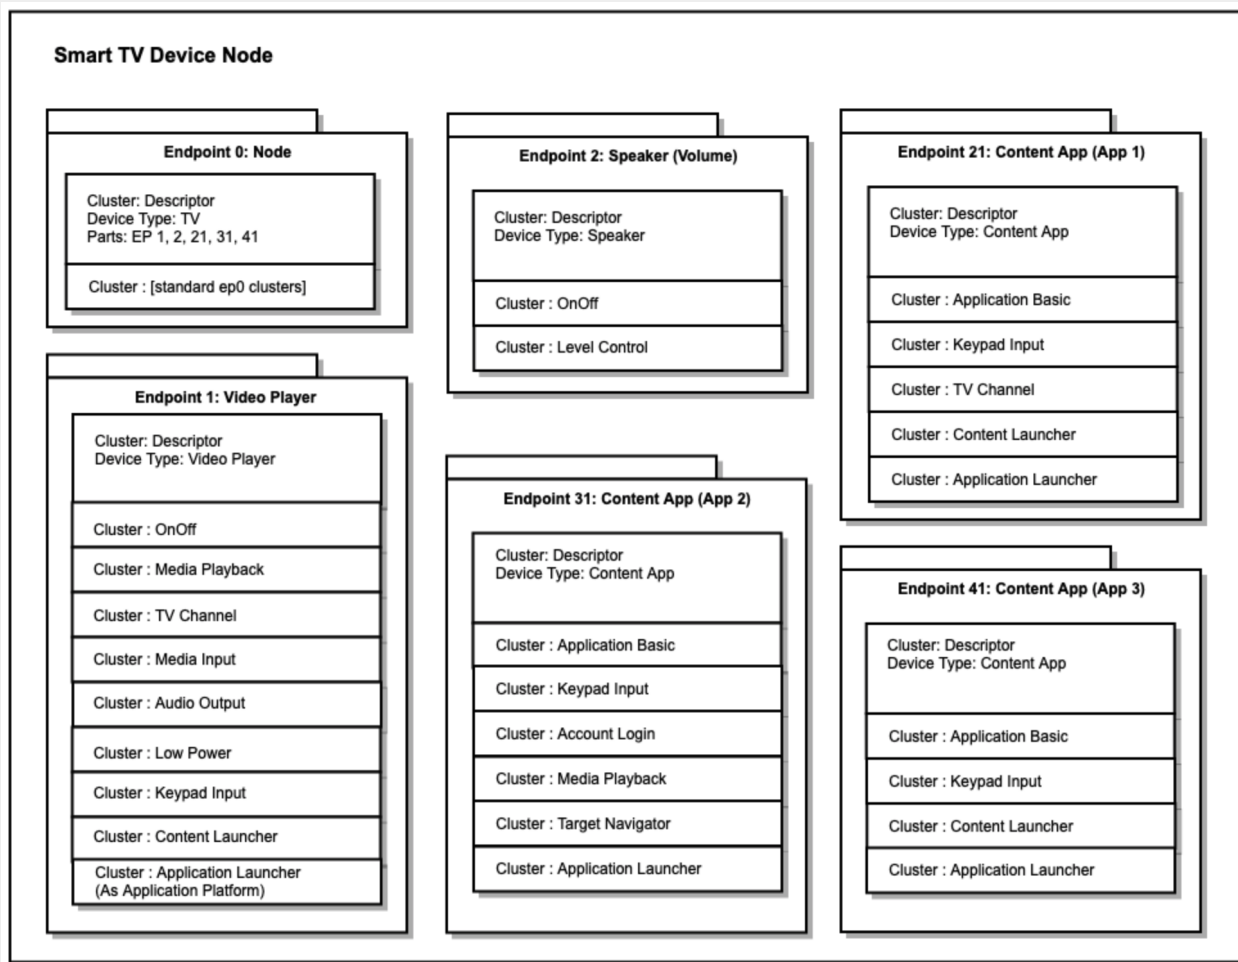 Smart TV Device Node
Endpoint 0: Node
Cluster: Descriptor
Device Type: TV
Parts: EP 1, 2, 21, 31, 41
Cluster : [standard ep0 clusters]
Endpoint 1: Video Player
Cluster: Descriptor
Device Type: Video Player
Cluster : OnOff
Cluster : Media Playback
Cluster : TV Channel
Cluster : Media Input
Cluster : Audio Output
Cluster : Low Power
Cluster : Keypad Input
Cluster : Content Launcher
Cluster : Application Launcher
(As Application Platform)
Endpoint 2: Speaker (Volume)
Cluster: Descriptor
Device Type: Speaker
Cluster : OnOff
Cluster : Level Control
Endpoint 31: Content App (App 2)
Cluster: Descriptor
Device Type: Content App
Cluster : Application Basic
Cluster : Keypad Input
Cluster : Account Login
Cluster : Media Playback
Cluster : Target Navigator
Cluster : Application Launcher
Endpoint 21: Content App (App 1)
Cluster: Descriptor
Device Type: Content App
Cluster : Application Basic
Cluster : Keypad Input
Cluster : TV Channel
Cluster : Content Launcher
Cluster : Application Launcher
Endpoint 41: Content App (App 3)
Cluster: Descriptor
Device Type: Content App
Cluster : Application Basic
Cluster : Keypad Input
Cluster : Content Launcher
Cluster : Application Launcher